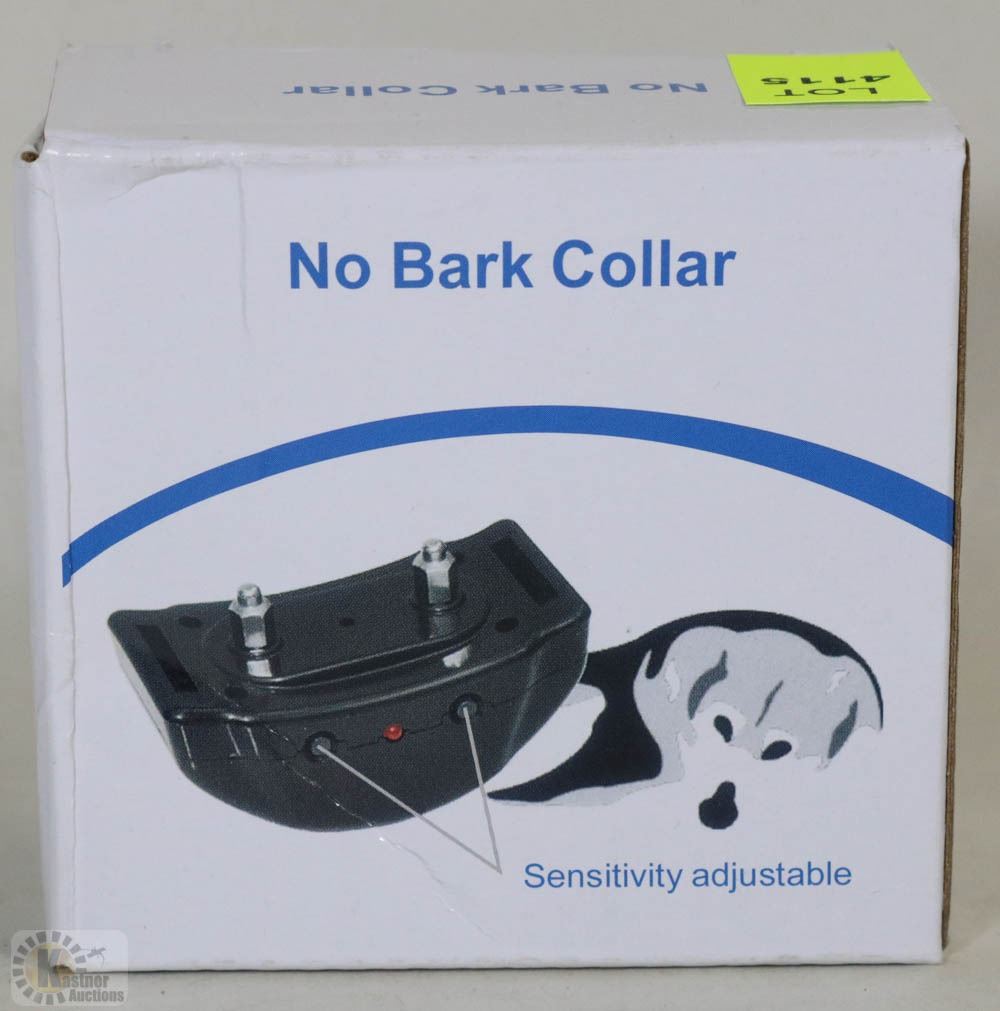 No Bark Collar
LOT
4115
No Bark Collar
Sensitivity adjustable
Kastner
Auctions